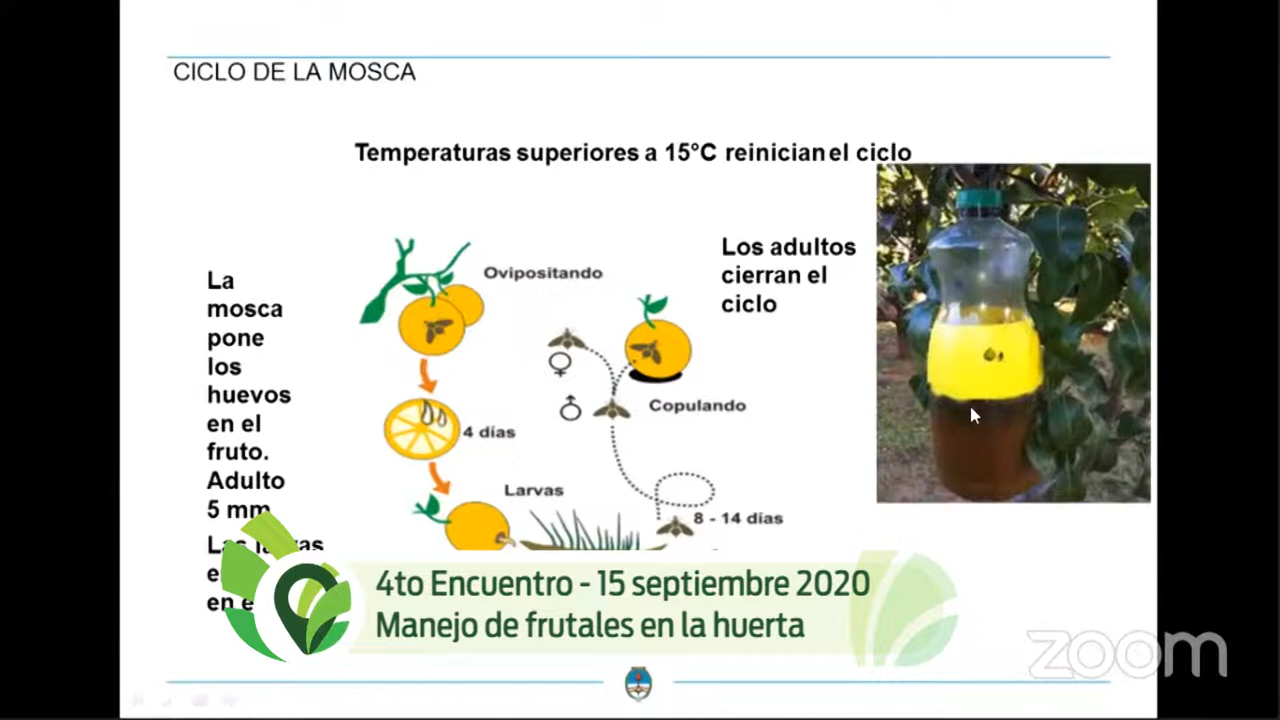 CICLO DE LA MOSCA
Temperaturas superiores a 15°C reinician el ciclo
La
mosca
pone
los
huevos
en el
fruto.
Adulto
5 mm
en
Ovipositando
4 días
Larvas
Los adultos
cierran el
ciclo
Copulando
8 - 14 días
4to Encuentro - 15 septiembre 2020
Manejo de frutales en la huerta
zoom